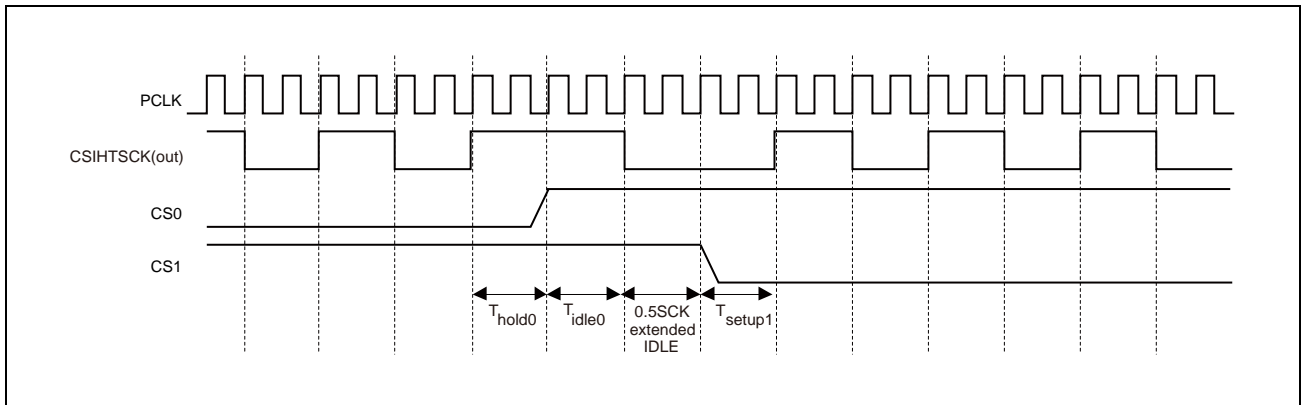 PCLK
CSIHTSCK(out)
CS0
CS1
Thold0
Tidle0
0.5SCK
extended
IDLE
Tsetup1